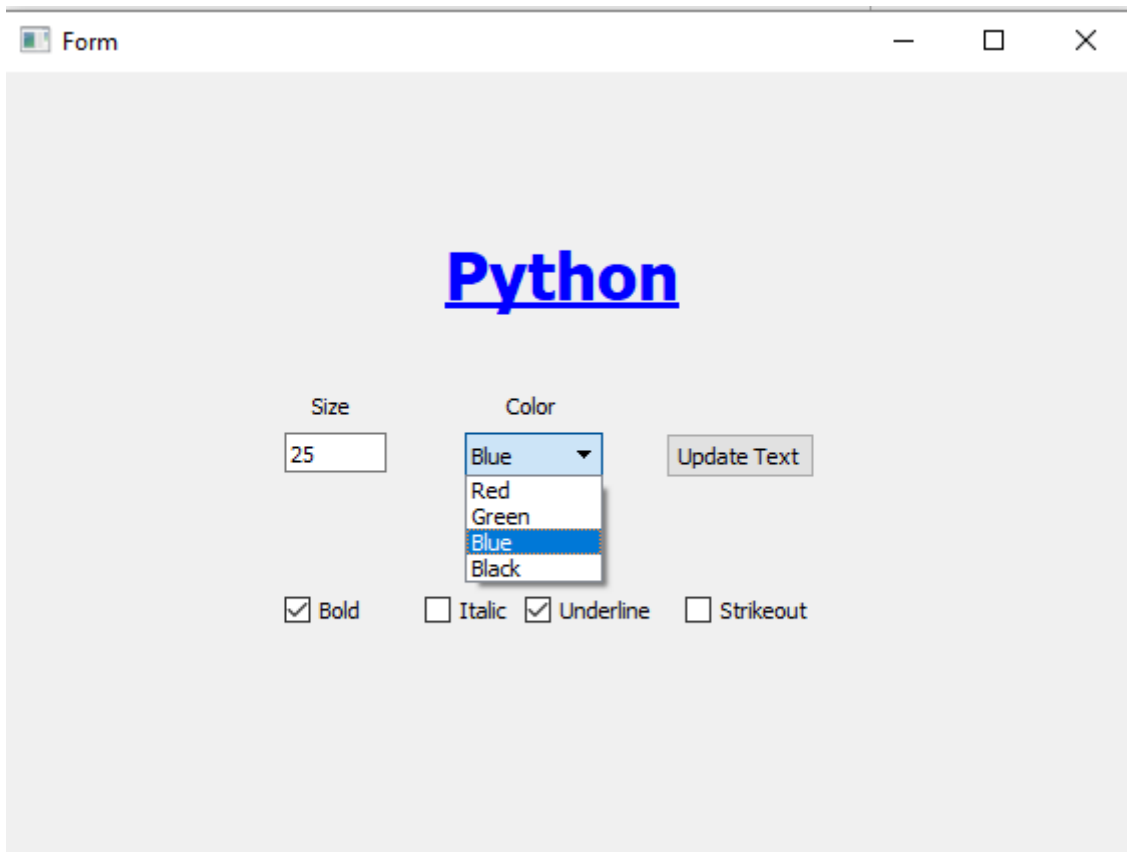 Form
Python
Size Color
25 Blue Update Text
Red
Green
Blue
Black
Bold Italic Underline Strikeout